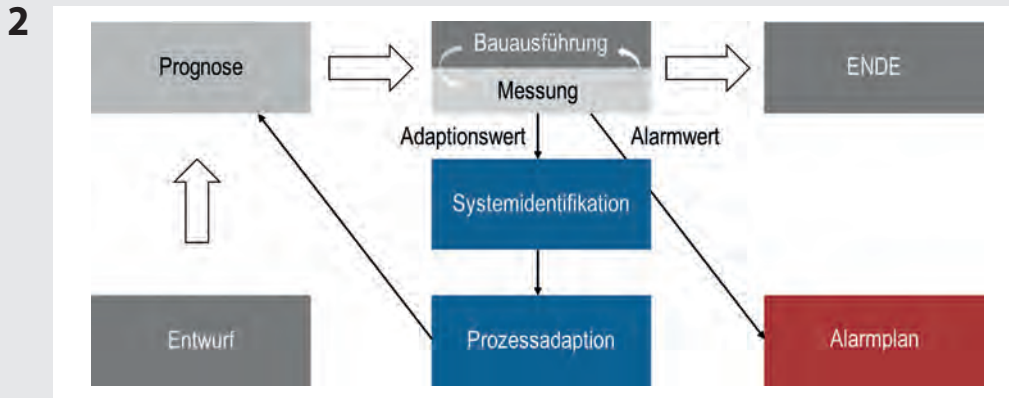 2
Prognose
Bauausführung
Messung
ENDE
Adaptionswert
Alarmwert
Systemidentifikation
Entwurf
Prozessadaption
Alarmplan